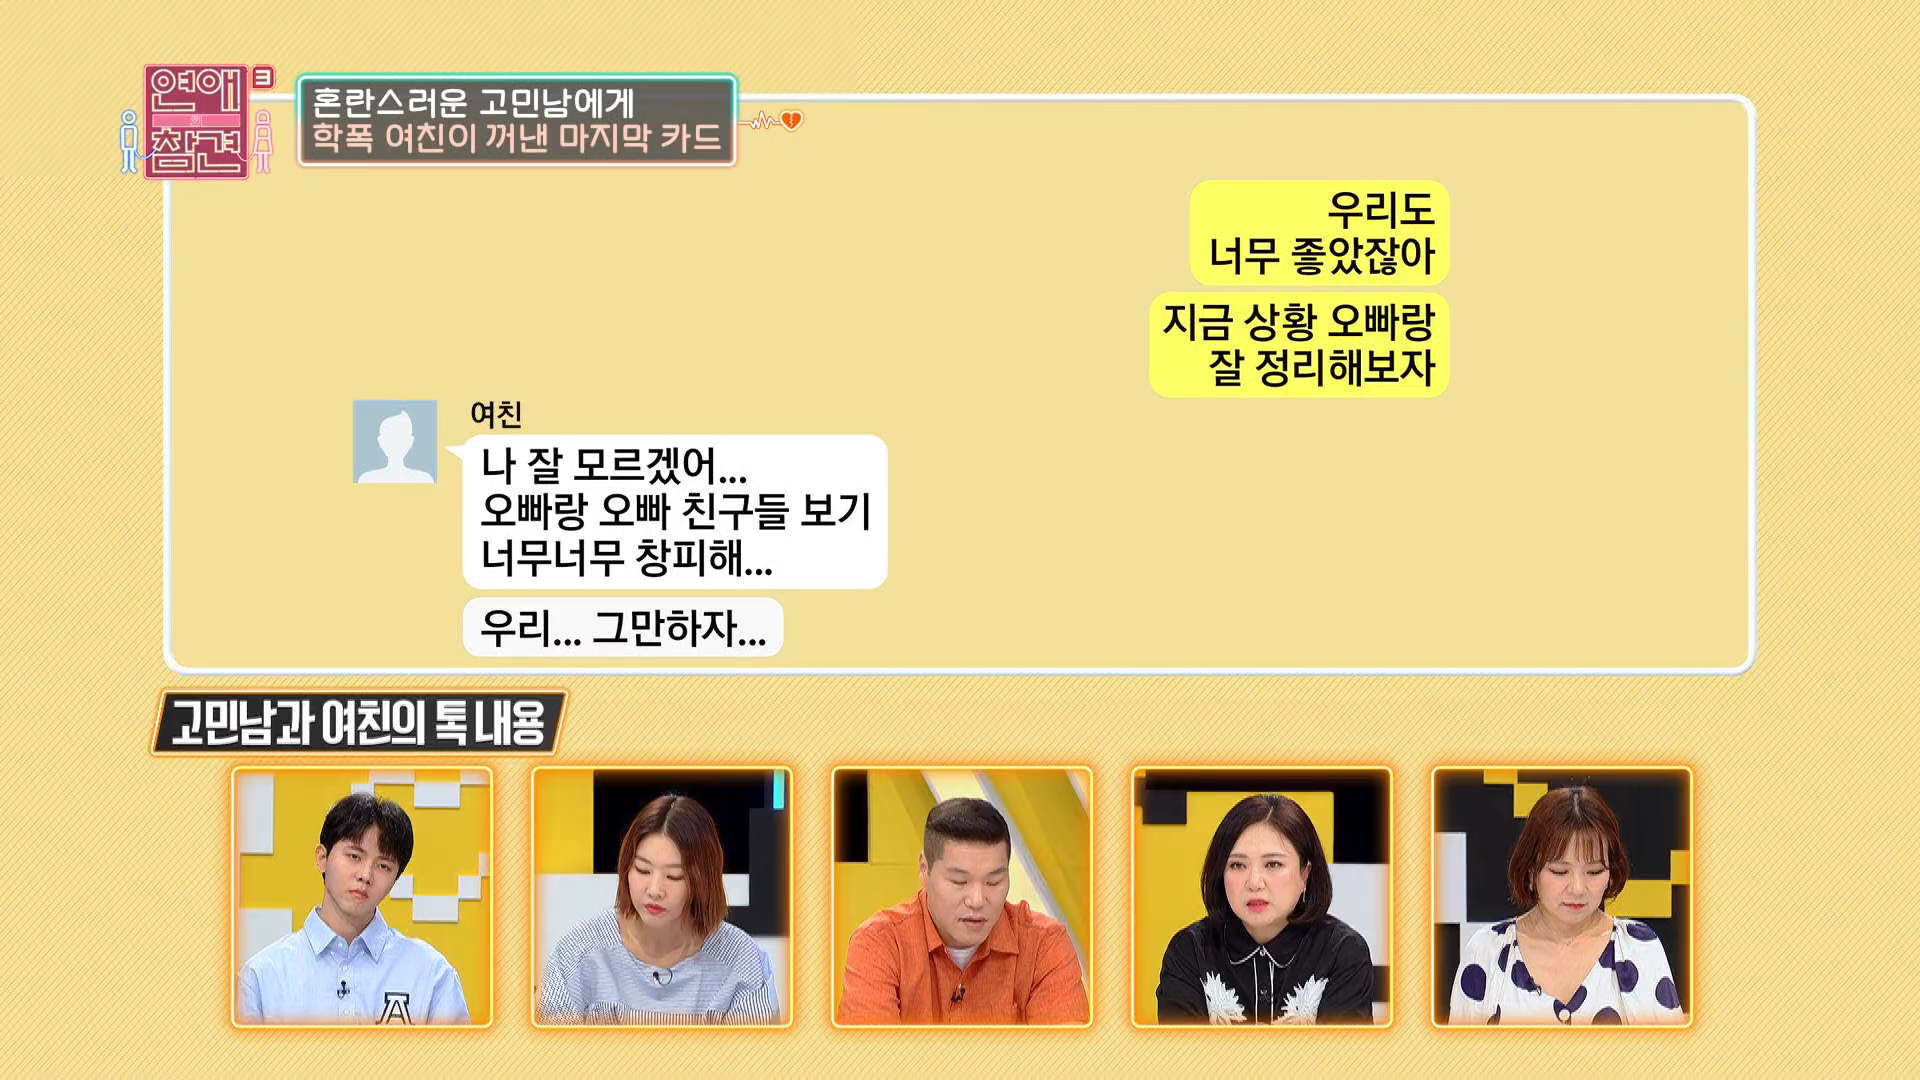 연애의 참견 3
혼란스러운 고민남에게
학폭 여친이 꺼낸 마지막 카드
우리도
너무 좋았잖아
지금 상황 오빠랑
잘 정리해보자
여친
나 잘 모르겠어...
오빠랑 오빠 친구들 보기
너무너무 창피해...
우리... 그만하자...
고민남과 여친의 톡 내용
A